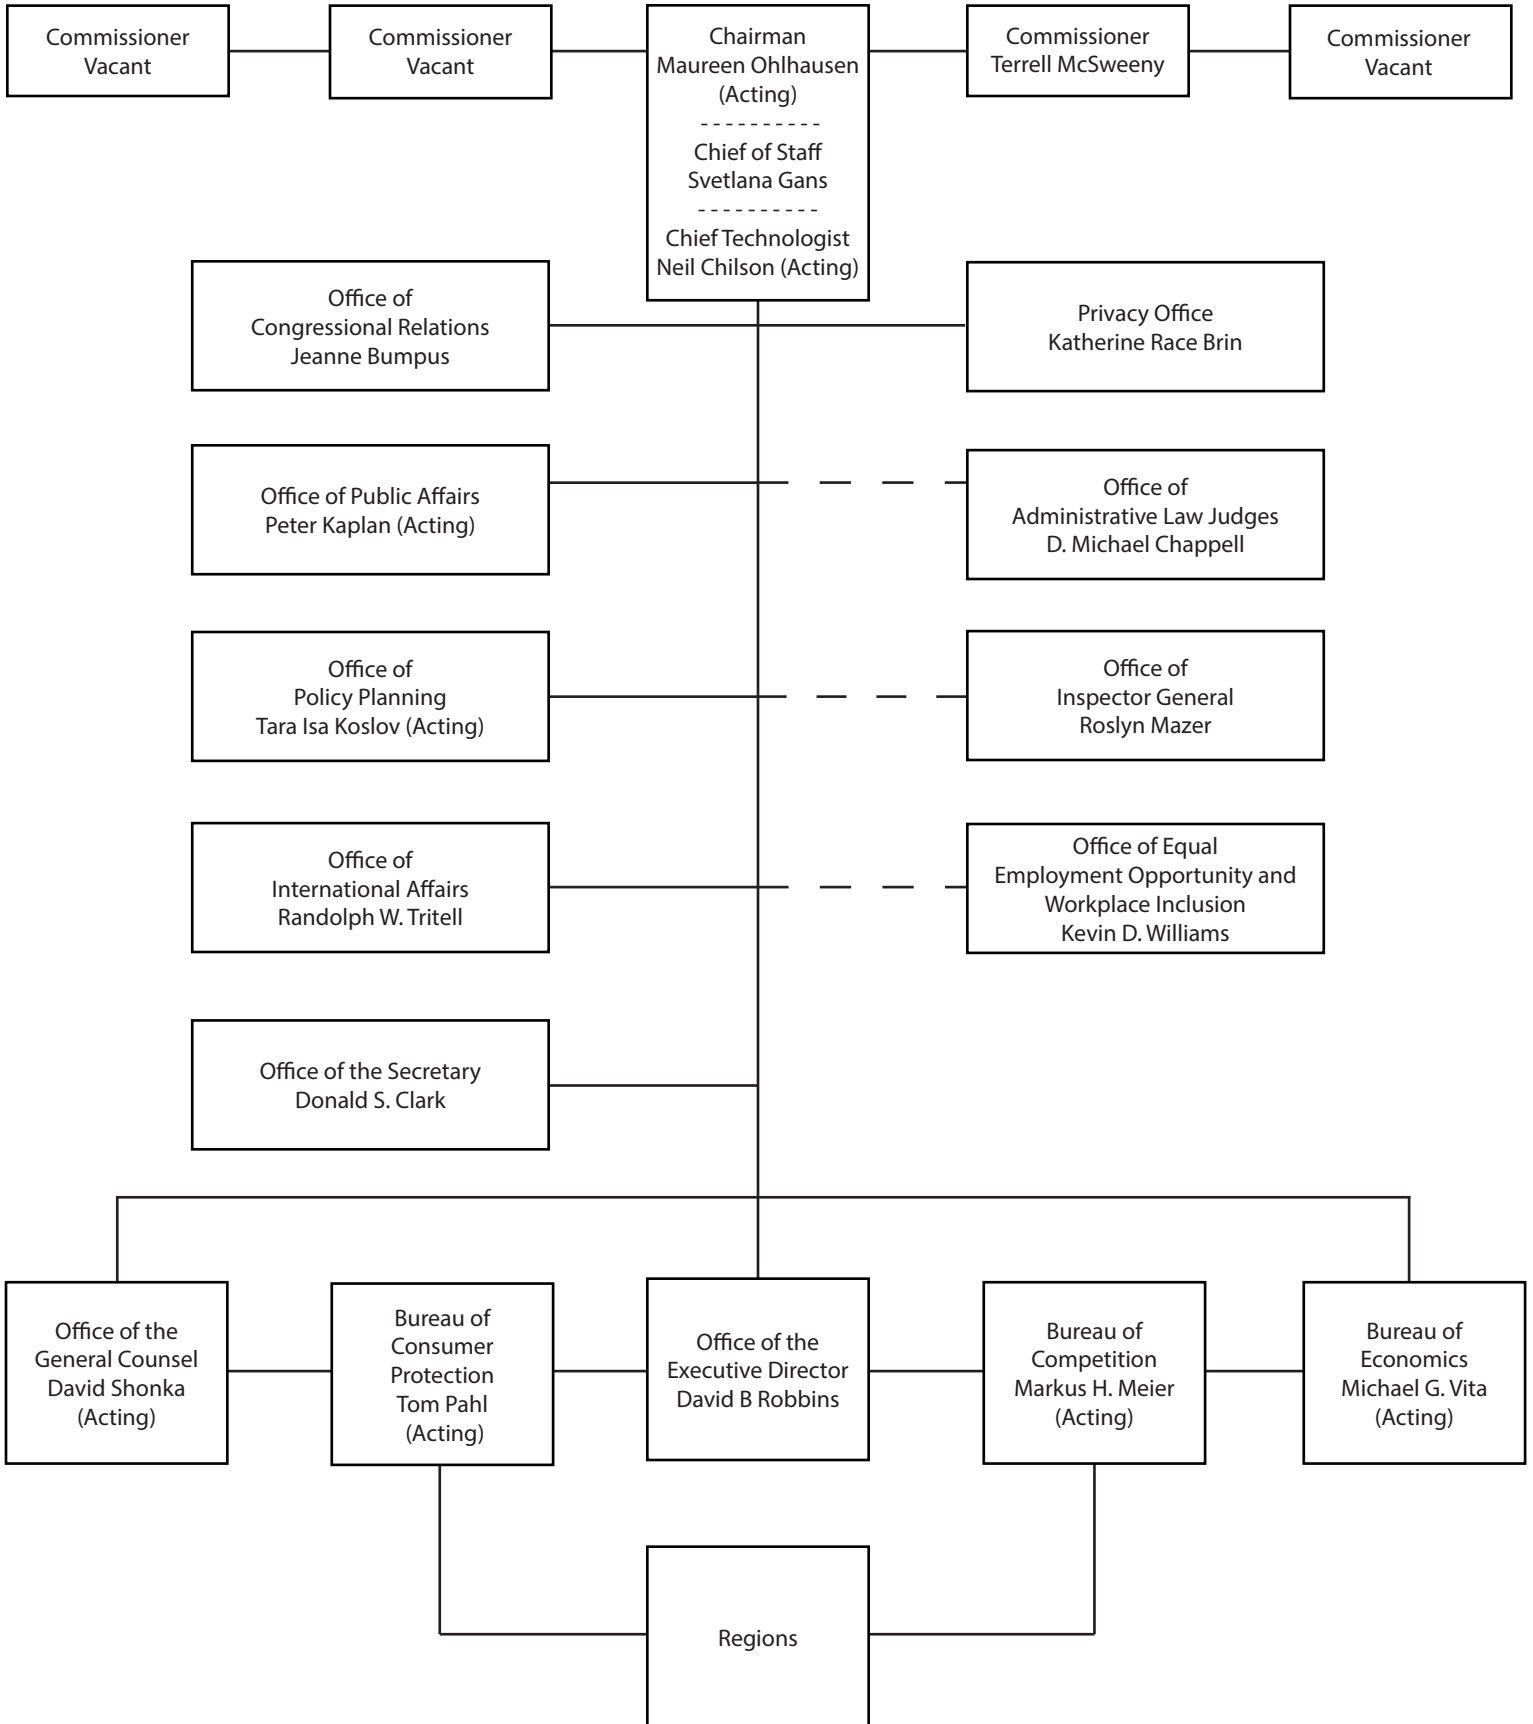 Commissioner
Vacant
Commissioner
Vacant
Chairman
Maureen Ohlhausen
(Acting)
----------
Chief of Staff
Svetlana Gans
----------
Chief Technologist
Neil Chilson (Acting)
Commissioner
Terrell McSweeny
Commissioner
Vacant
Office of
Congressional Relations
Jeanne Bumpus
Privacy Office
Katherine Race Brin
Office of Public Affairs
Peter Kaplan (Acting)
Office of
Administrative Law Judges
D. Michael Chappell
Office of
Policy Planning
Tara Isa Koslov (Acting)
Office of
Inspector General
Roslyn Mazer
Office of
International Affairs
Randolph W. Tritell
Office of Equal
Employment Opportunity and
Workplace Inclusion
Kevin D. Williams
Office of the Secretary
Donald S. Clark
Office of the
General Counsel
David Shonka
(Acting)
Bureau of
Consumer
Protection
Tom Pahl
(Acting)
Office of the
Executive Director
David B Robbins
Bureau of
Competition
Markus H. Meier
(Acting)
Bureau of
Economics
Michael G. Vita
(Acting)
Regions